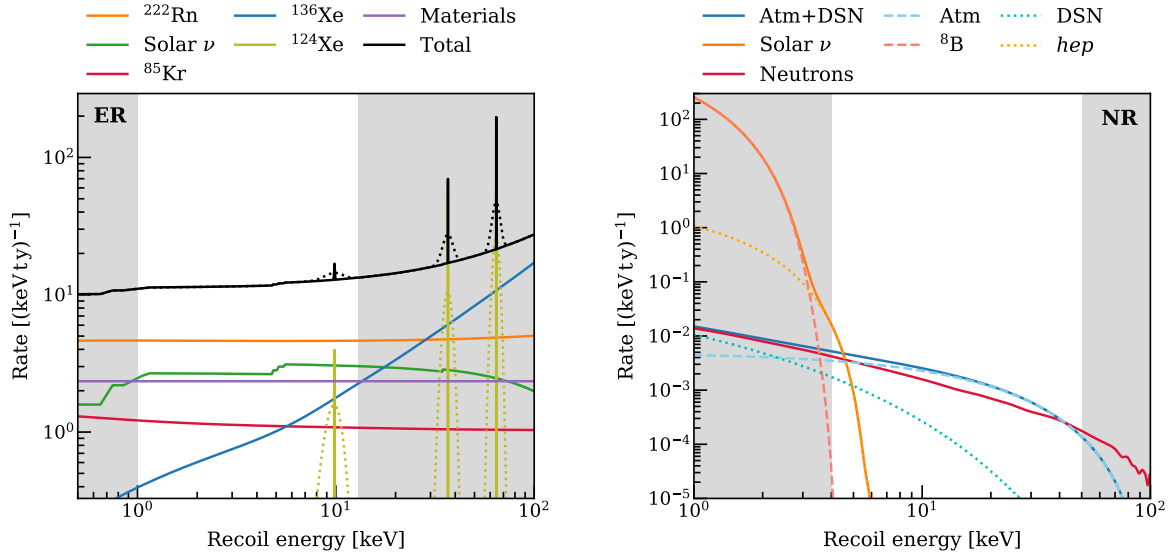 ²²²Rn ¹³⁶Xe Materials
Solar ν ¹²⁴Xe Total
⁸⁵Kr
ER
10²
10¹
10⁰
Rate [(keV t y)⁻¹]
10⁰ 10¹ 10²
Recoil energy [keV]
Atm+DSN Atm DSN
Solar ν ⁸B hep
Neutrons
NR
10²
10¹
10⁰
10⁻¹
10⁻²
10⁻³
10⁻⁴
10⁻⁵
Rate [(keV t y)⁻¹]
10⁰ 10¹ 10²
Recoil energy [keV]